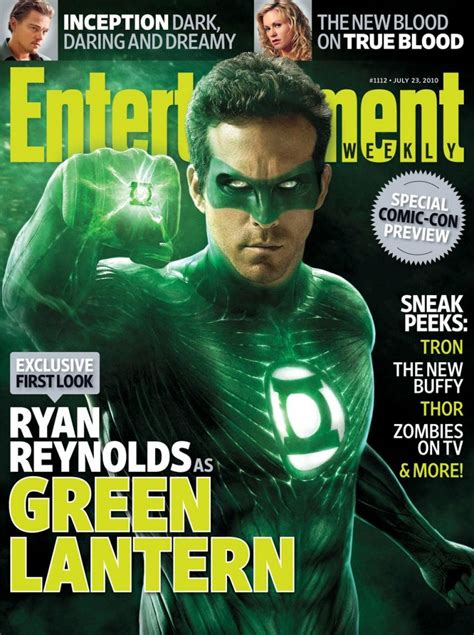 INCEPTION DARK,
DARING AND DREAMY
THE NEW BLOOD
ON TRUE BLOOD
#1112 • JULY 23, 2010
Entertainment
WEEKLY
SPECIAL
COMIC-CON
PREVIEW
SNEAK
PEEKS:
TRON
THE NEW
BUFFY
THOR
ZOMBIES
ON TV
& MORE!
EXCLUSIVE
FIRST LOOK
RYAN
REYNOLDS AS
GREEN
LANTERN